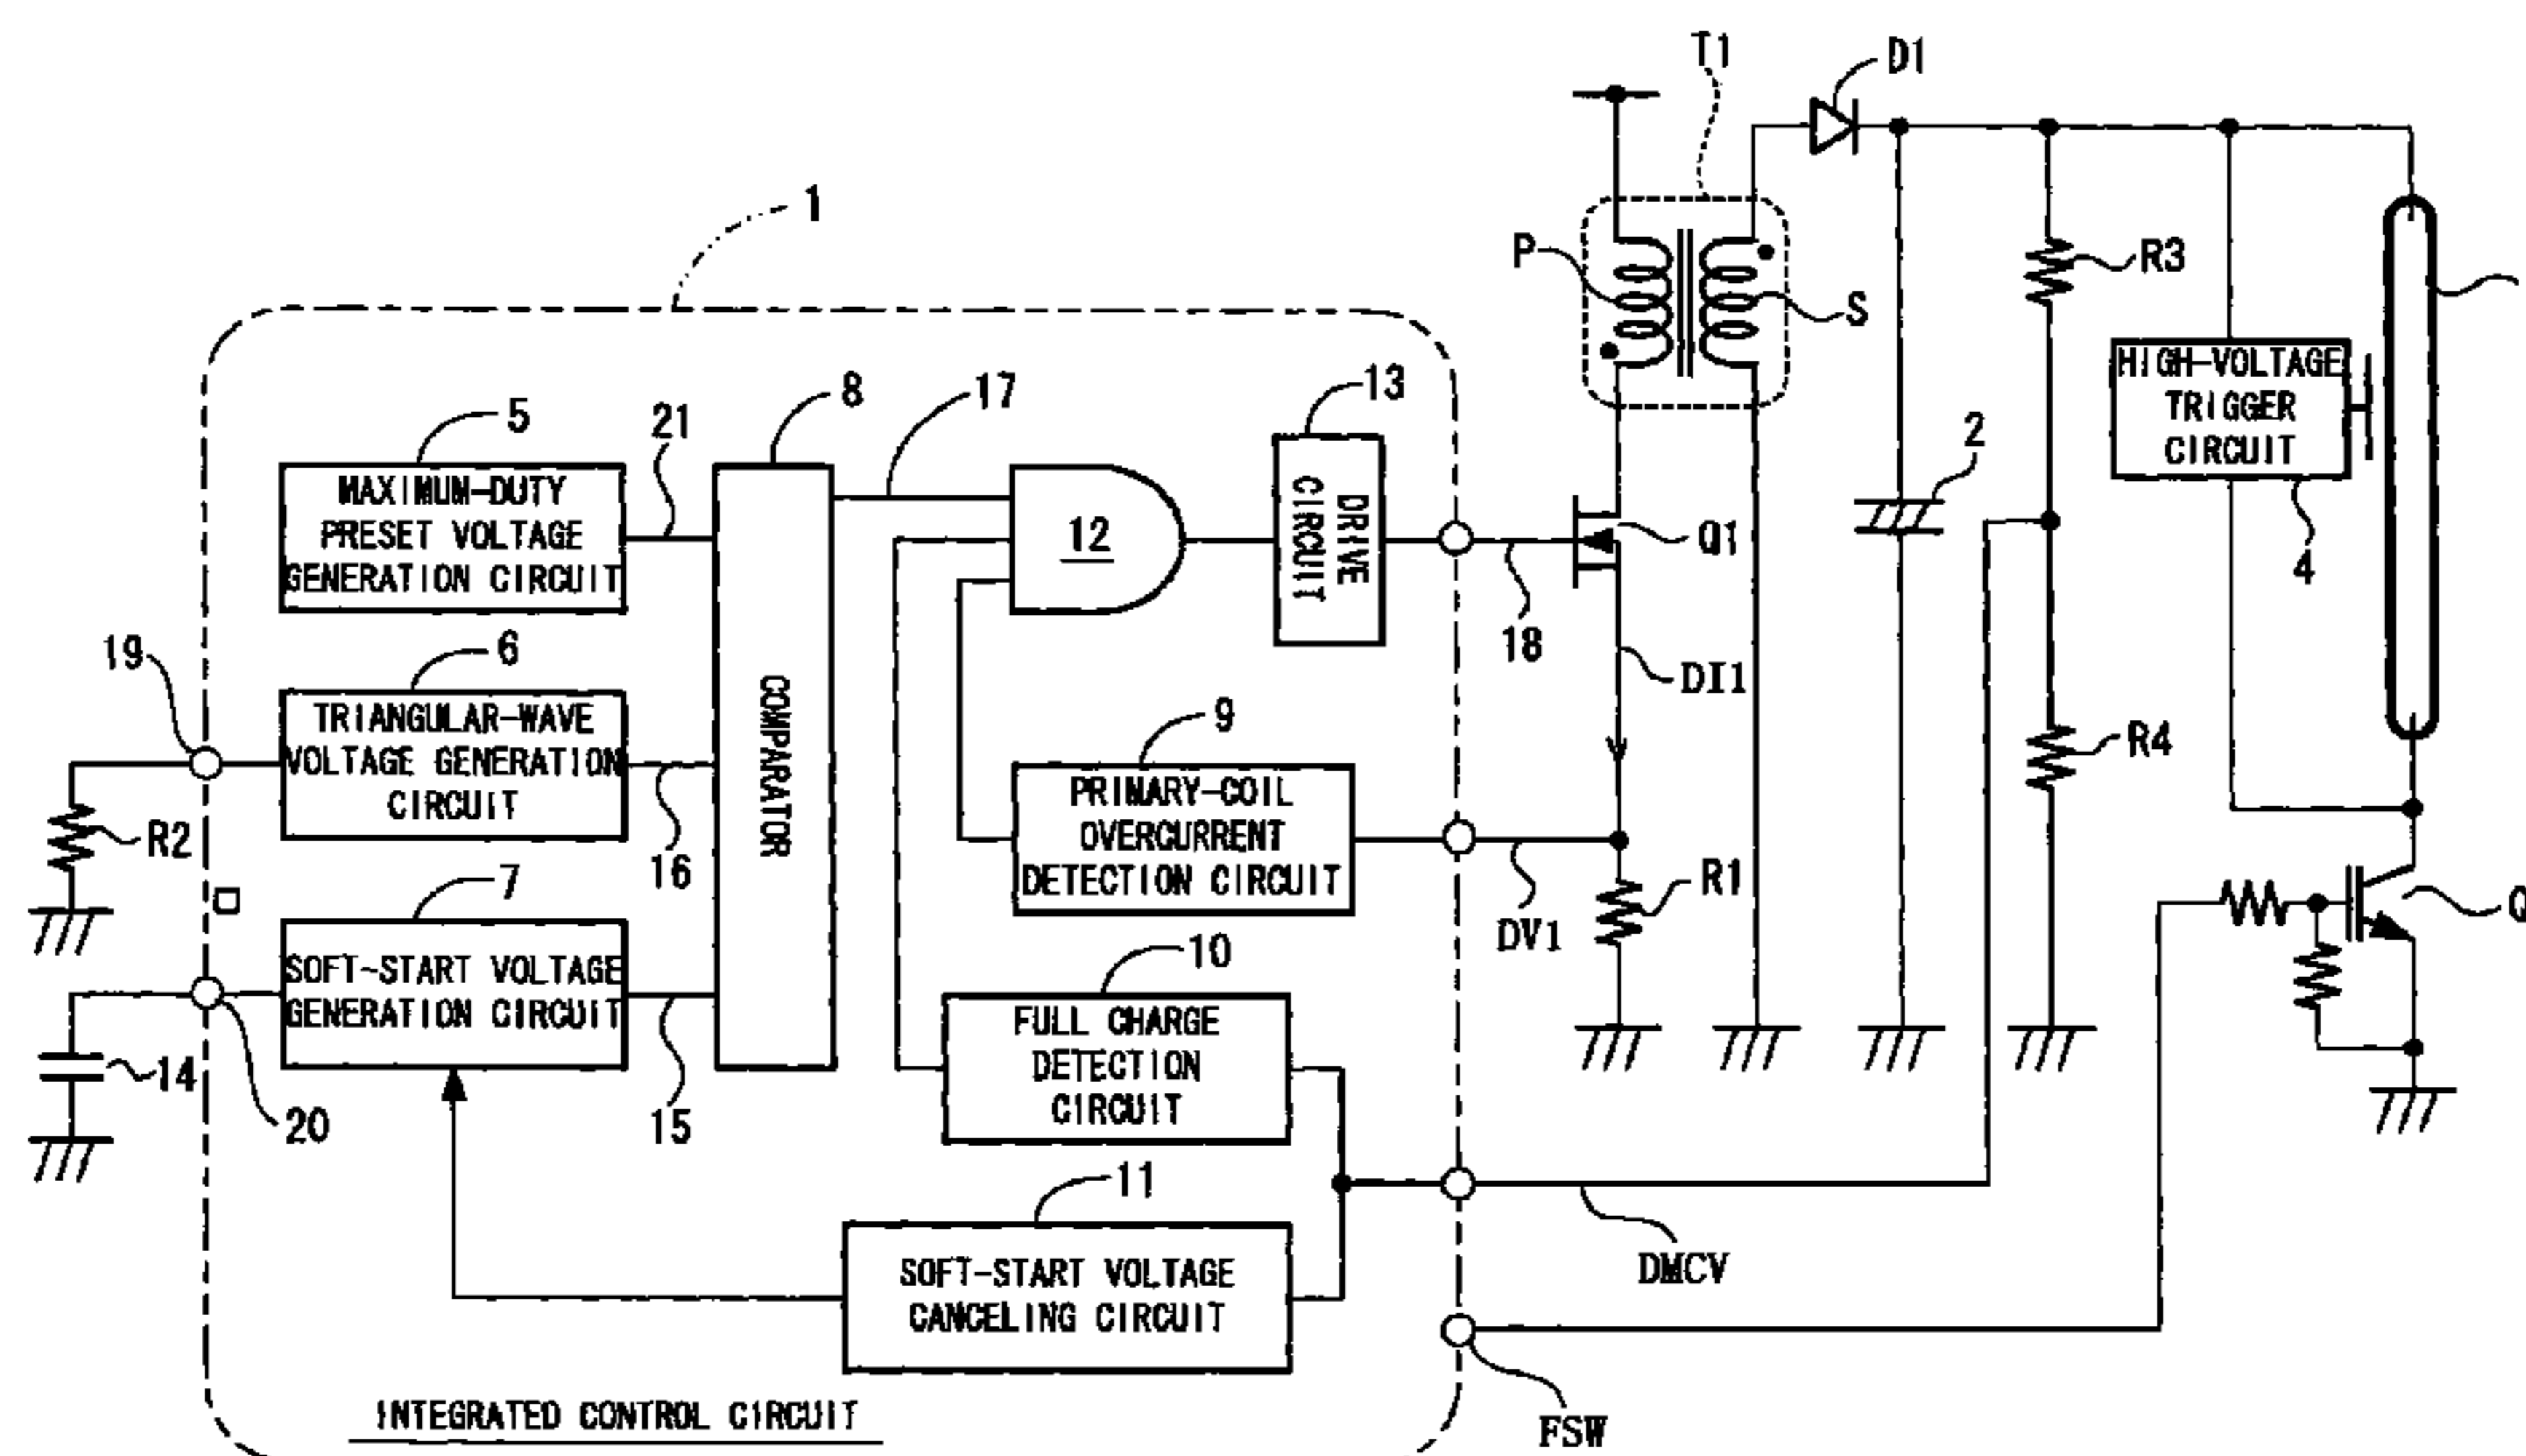 T1
D1
1
P
S
R3
HIGH-VOLTAGE
TRIGGER
CIRCUIT
4
2
5
21
8
17
13
MAXIMUM-DUTY
PRESET VOLTAGE
GENERATION CIRCUIT
12
DRIVE
CIRCUIT
18
Q1
DI1
19
6
TRIANGULAR-WAVE
VOLTAGE GENERATION
CIRCUIT
16
COMPARATOR
9
PRIMARY-COIL
OVERCURRENT
DETECTION CIRCUIT
DV1
R1
R4
R2
7
SOFT-START VOLTAGE
GENERATION CIRCUIT
15
10
FULL CHARGE
DETECTION
CIRCUIT
Q
14
20
11
SOFT-START VOLTAGE
CANCELING CIRCUIT
DMCV
INTEGRATED CONTROL CIRCUIT
FSW